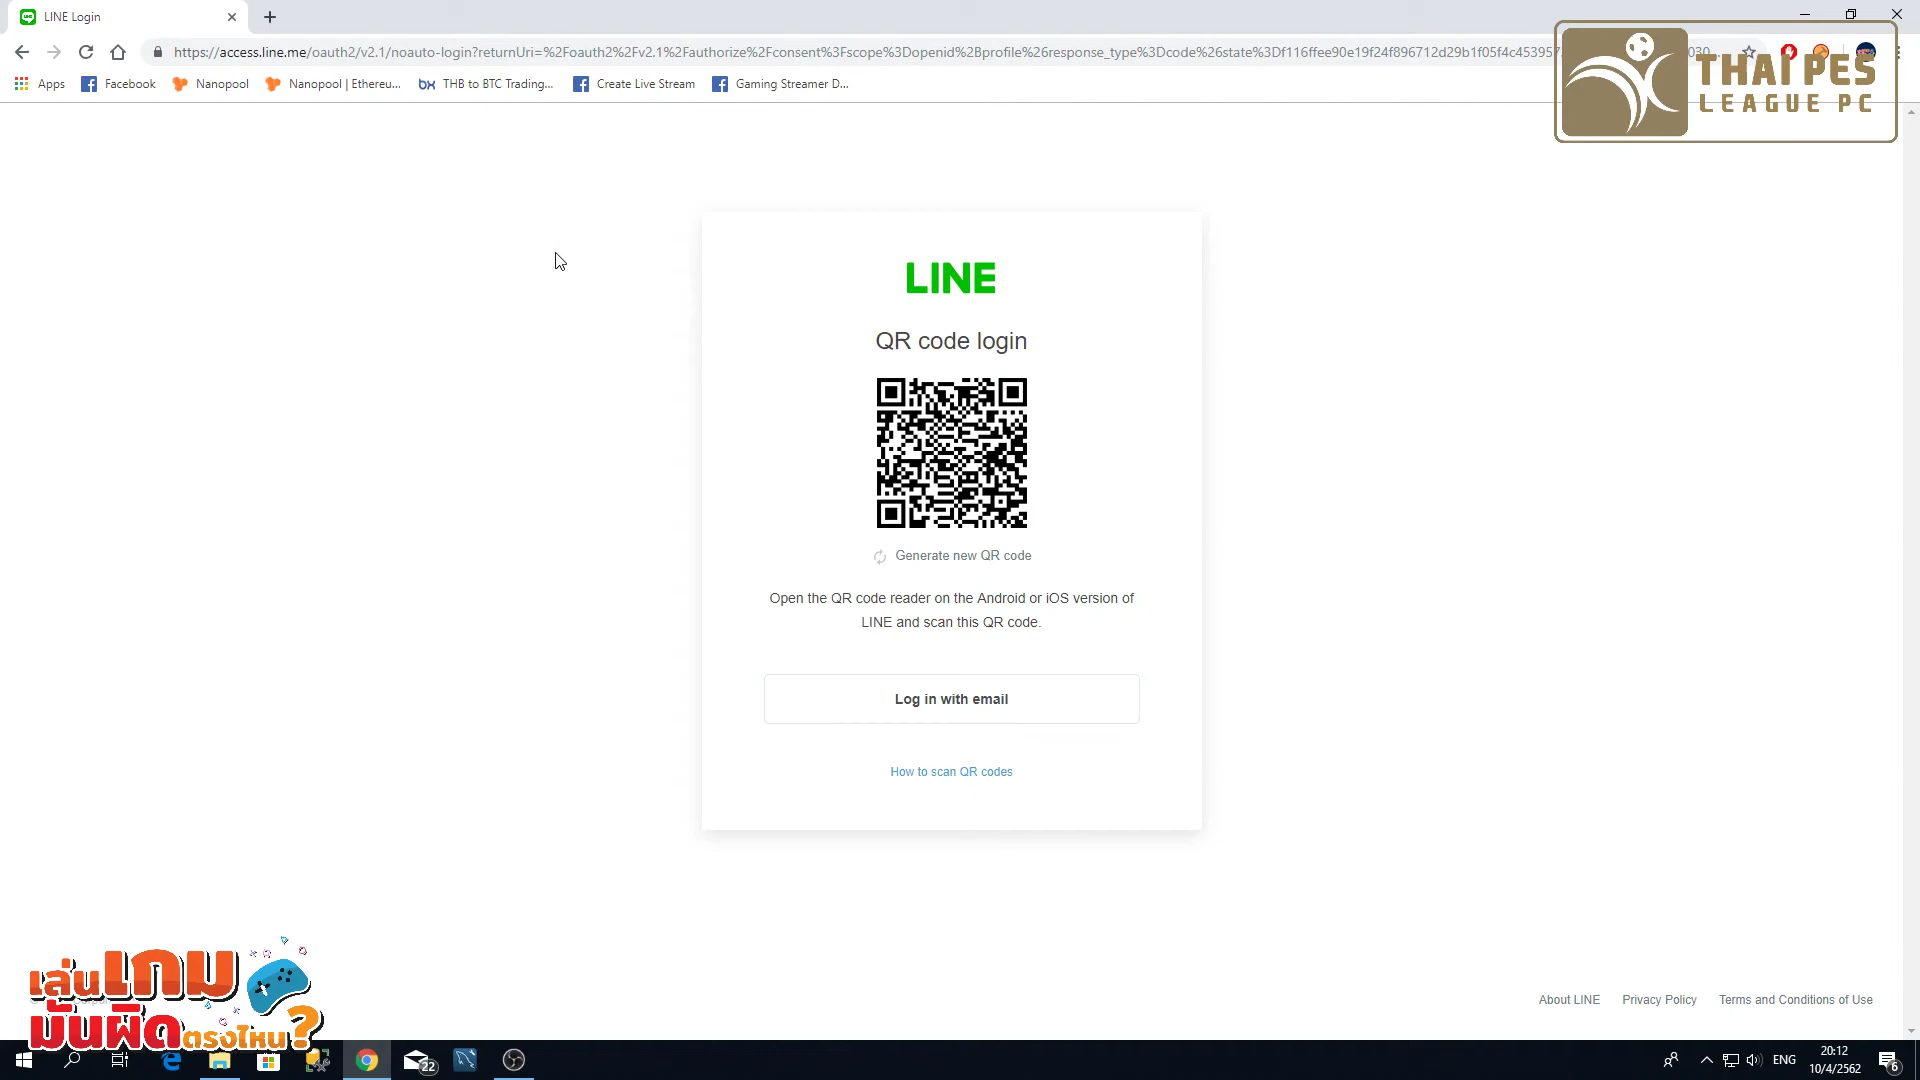 LINE Login
https://access.line.me/oauth2/v2.1/noauto-login?returnUri=%2Foauth2%2Fv2.1%2Fauthorize%2Fconsent%3Fscope%3Dopenid%2Bprofile%26response_type%3Dcode%26state%3Df116ffee90e19f24f896712d29b1f05f4c45395
Apps
Facebook
Nanopool
Nanopool | Ethereu...
THB to BTC Trading...
Create Live Stream
Gaming Streamer D...
THAI PES
LEAGUE PC
LINE
QR code login
Generate new QR code
Open the QR code reader on the Android or iOS version of
LINE and scan this QR code.
Log in with email
How to scan QR codes
About LINE
Privacy Policy
Terms and Conditions of Use
เล่นเกม
มันผิดตรงไหน?
22
ENG
20:12
10/4/2562
6